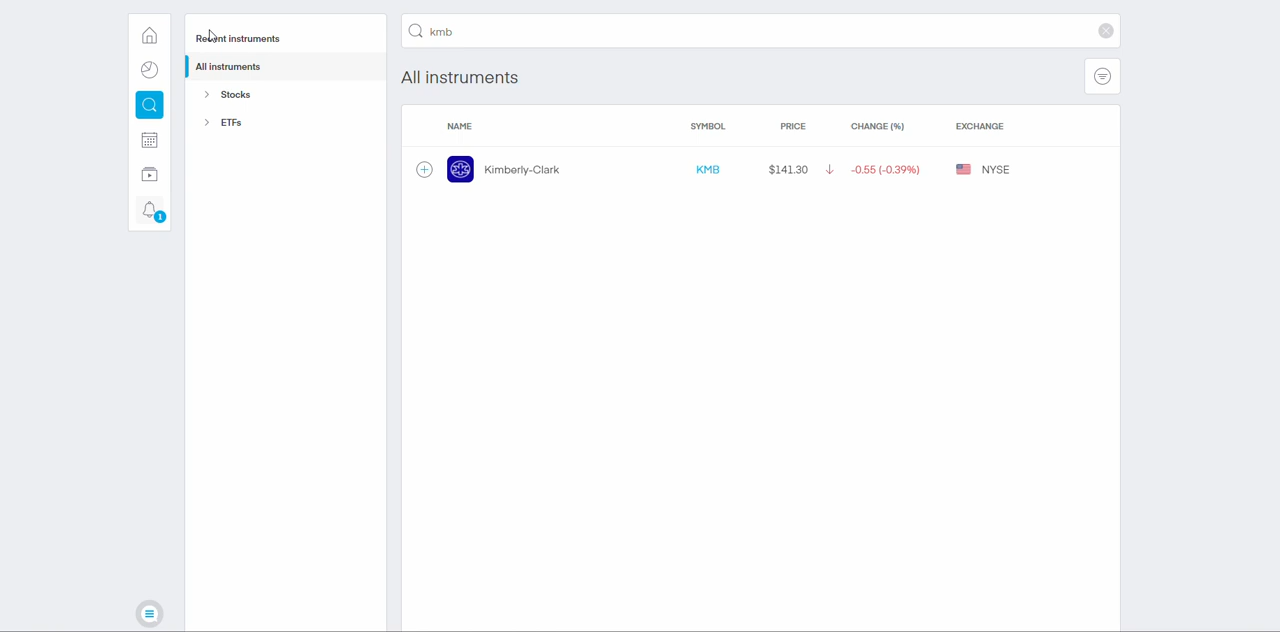 Recent instruments
All instruments
Stocks
ETFs
1
kmb
All instruments
NAME SYMBOL PRICE CHANGE (%) EXCHANGE
Kimberly-Clark KMB $141.30 ↓ -0.55 (-0.39%) NYSE